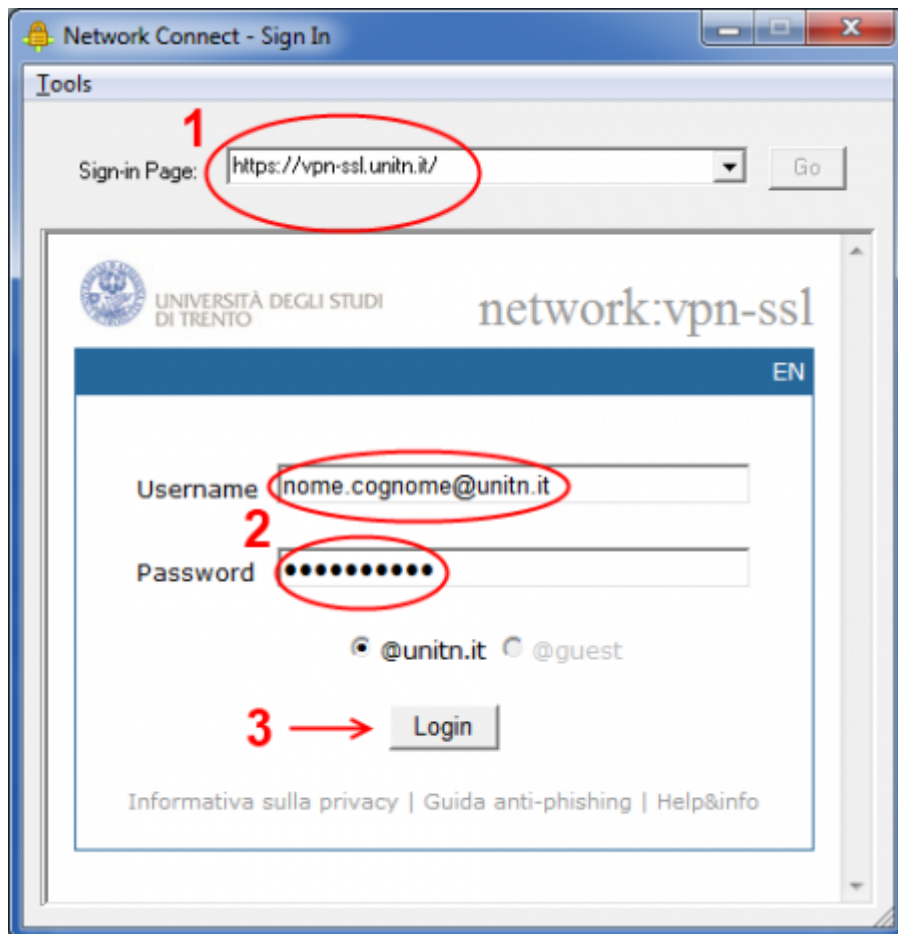 Network Connect - Sign In
Tools
1
Sign-in Page: https://vpn-ssl.unitn.it/ Go
UNIVERSITÀ DEGLI STUDI
DI TRENTO
network:vpn-ssl
EN
Username nome.cognome@unitn.it
2
Password ••••••••••
@unitn.it @guest
3 Login
Informativa sulla privacy | Guida anti-phishing | Help&info